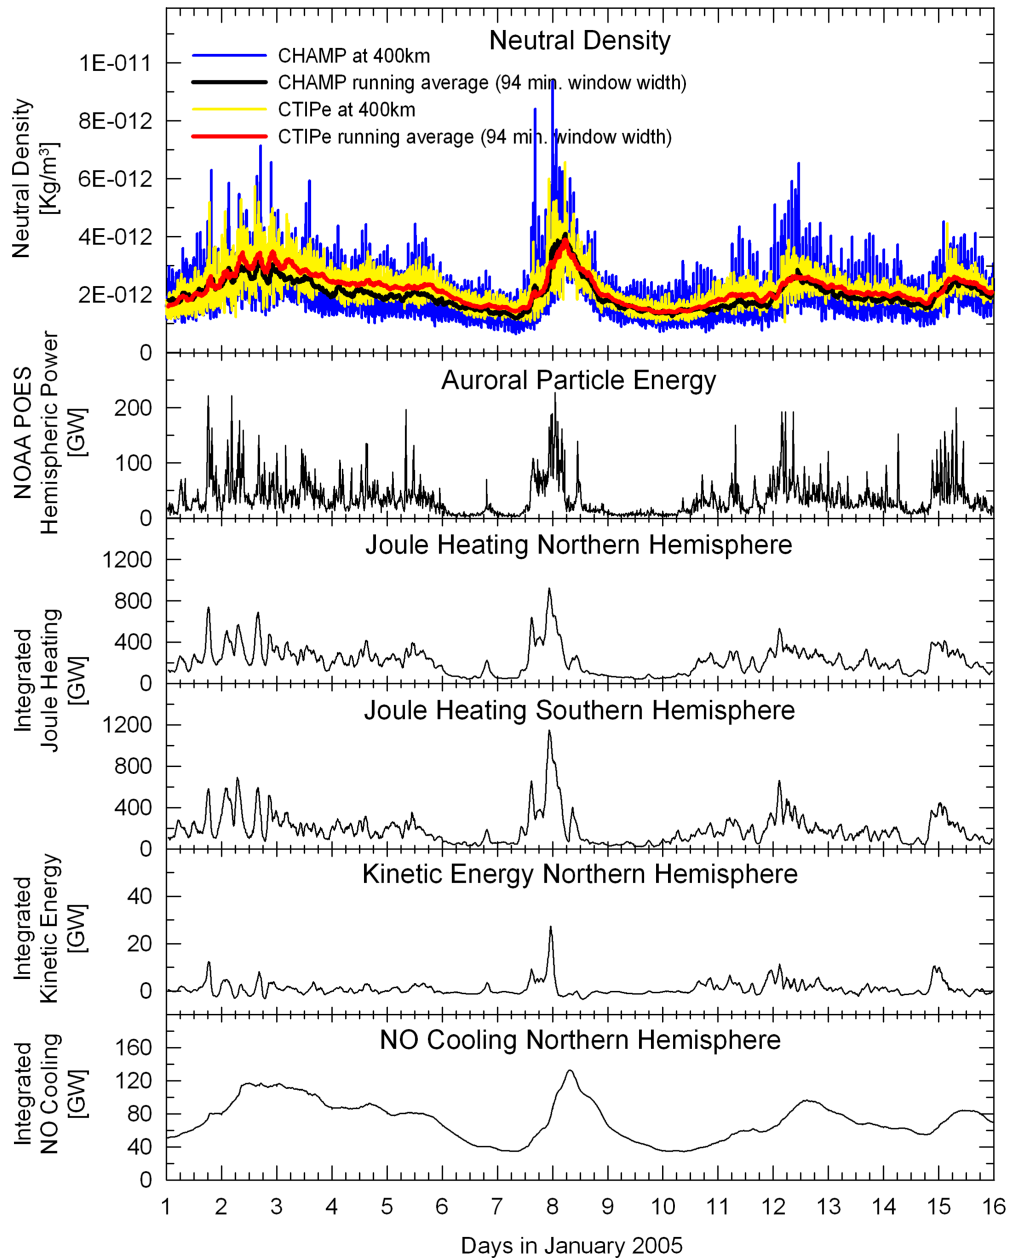 Neutral Density
CHAMP at 400km
CHAMP running average (94 min. window width)
CTIPe at 400km
CTIPe running average (94 min. window width)
Neutral Density
[Kg/m³]
1E-011
8E-012
6E-012
4E-012
2E-012
0
Auroral Particle Energy
NOAA POES
Hemispheric Power
[GW]
200
100
0
Joule Heating Northern Hemisphere
1200
800
400
0
Integrated
Joule Heating
[GW]
Joule Heating Southern Hemisphere
1200
800
400
0
Kinetic Energy Northern Hemisphere
Integrated
Kinetic Energy
[GW]
40
20
0
NO Cooling Northern Hemisphere
Integrated
NO Cooling
[GW]
160
120
80
40
0
1 2 3 4 5 6 7 8 9 10 11 12 13 14 15 16
Days in January 2005